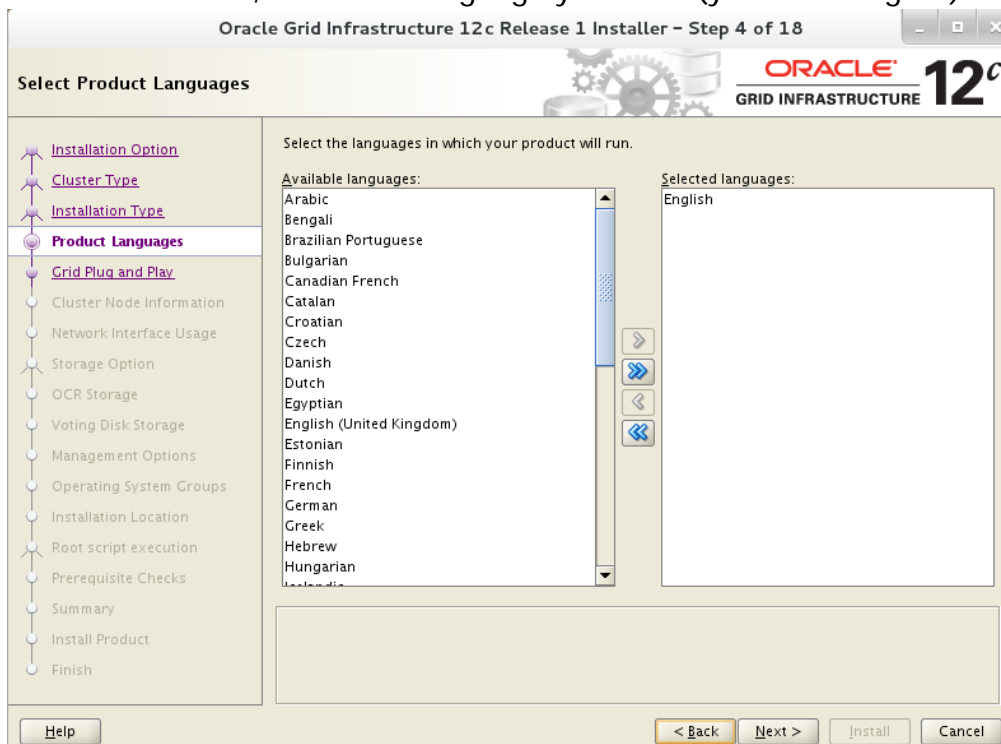 Oracle Grid Infrastructure 12c Release 1 Installer – Step 4 of 18
Select Product Languages
ORACLE
GRID INFRASTRUCTURE 12c
Installation Option
Cluster Type
Installation Type
Product Languages
Grid Plug and Play
Cluster Node Information
Network Interface Usage
Storage Option
OCR Storage
Voting Disk Storage
Management Options
Operating System Groups
Installation Location
Root script execution
Prerequisite Checks
Summary
Install Product
Finish
Select the languages in which your product will run.
Available languages:
Arabic
Bengali
Brazilian Portuguese
Bulgarian
Canadian French
Catalan
Croatian
Czech
Danish
Dutch
Egyptian
English (United Kingdom)
Estonian
Finnish
French
German
Greek
Hebrew
Hungarian
Selected languages:
English
Help
< Back
Next >
Install
Cancel